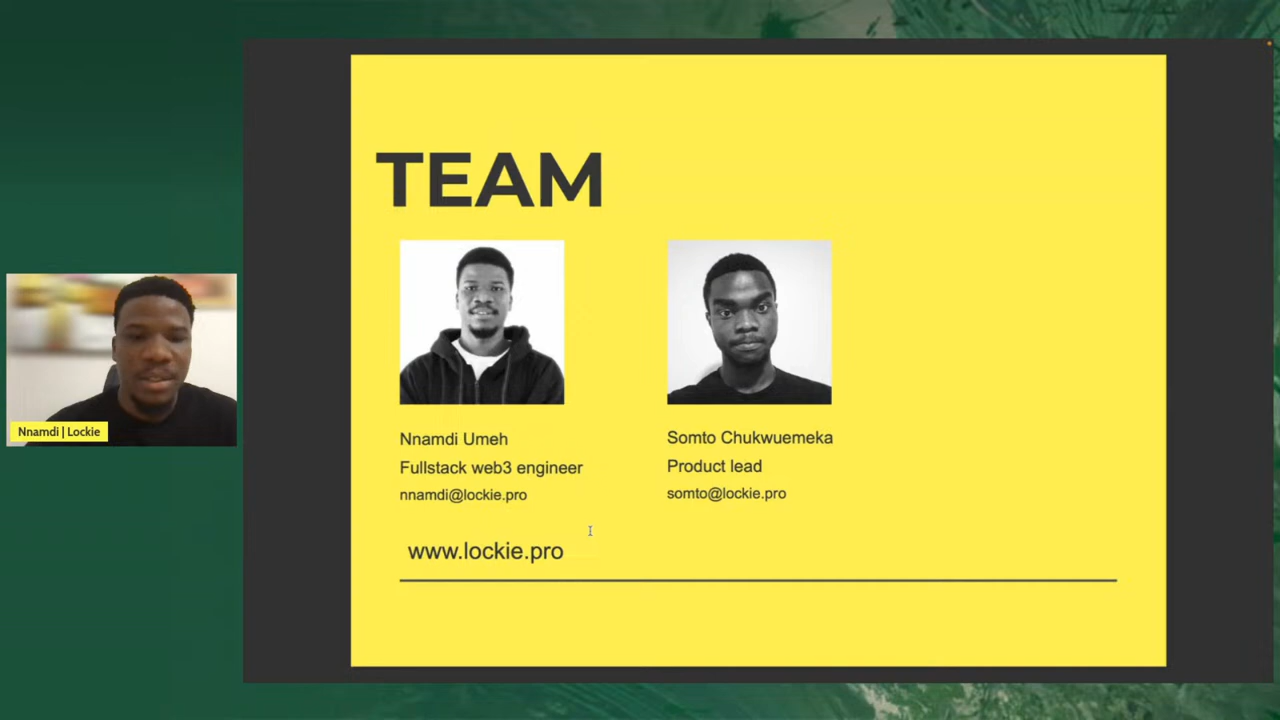 TEAM
Nnamdi Umeh
Fullstack web3 engineer
nnamdi@lockie.pro
Somto Chukwuemeka
Product lead
somto@lockie.pro
www.lockie.pro
Nnamdi | Lockie